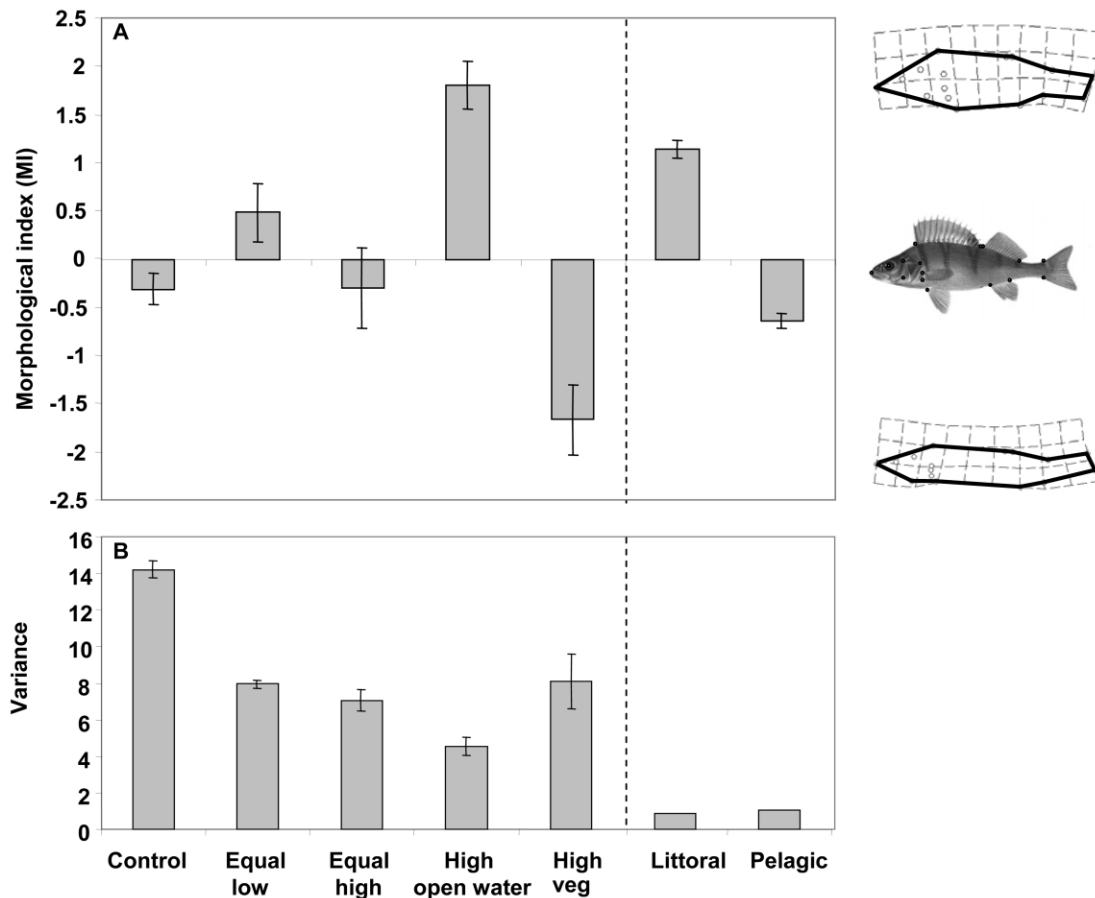 A
Morphological index (MI)
2.5
2
1.5
1
0.5
0
-0.5
-1
-1.5
-2
-2.5
B
Variance
16
14
12
10
8
6
4
2
0
Control
Equal low
Equal high
High open water
High veg
Littoral
Pelagic